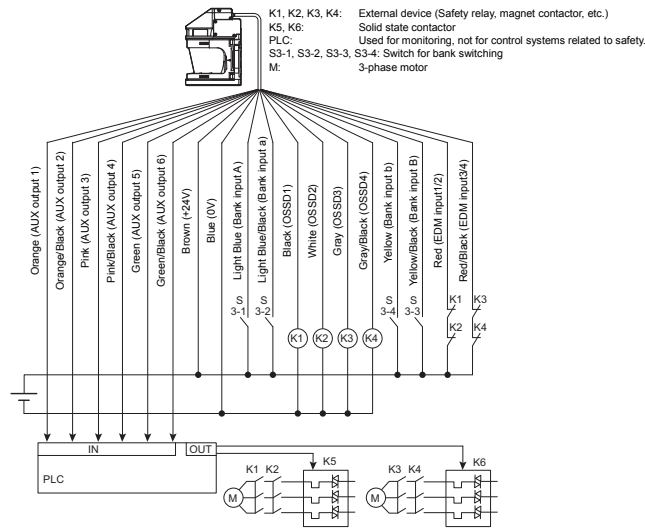 K1, K2, K3, K4: External device (Safety relay, magnet contactor, etc.)
K5, K6: Solid state contactor
PLC: Used for monitoring, not for control systems related to safety.
S3-1, S3-2, S3-3, S3-4: Switch for bank switching
M: 3-phase motor
Orange (AUX output 1)
Orange/Black (AUX output 2)
Pink (AUX output 3)
Pink/Black (AUX output 4)
Green (AUX output 5)
Green/Black (AUX output 6)
Brown (+24V)
Blue (0V)
Light Blue (Bank input A)
Light Blue/Black (Bank input a)
Black (OSSD1)
White (OSSD2)
Gray (OSSD3)
Gray/Black (OSSD4)
Yellow (Bank input b)
Yellow/Black (Bank input B)
Red (EDM input1/2)
Red/Black (EDM input3/4)
S
3-1
S
3-2
S
3-4
S
3-3
K1
K3
K2
K4
K1
K2
K3
K4
IN
OUT
PLC
K1 K2
K5
K3 K4
K6
M
M